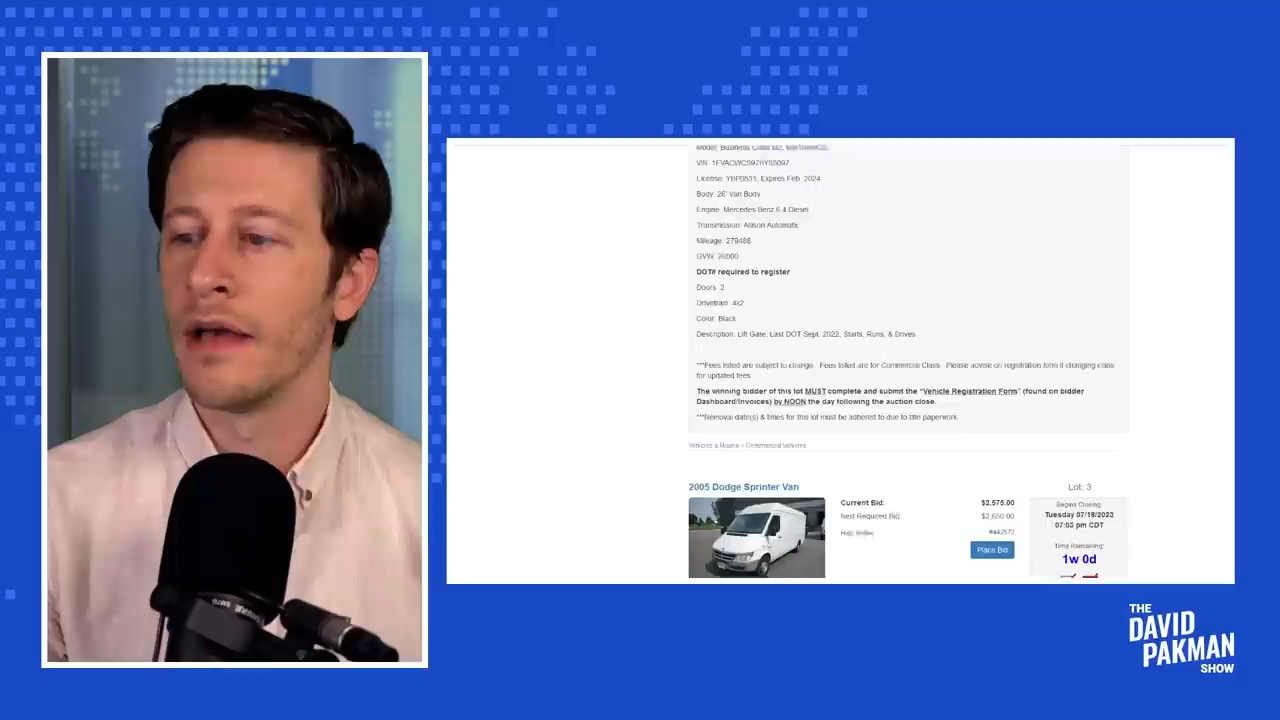 VIN: 1FVACWCS97HY85097
License: YBP0531, Expires Feb. 2024
Body: 26' Van Body
Engine: Mercedes Benz 6.4 Diesel
Transmission: Allison Automatic
Mileage: 279488
GVW: 26000
DOT# required to register
Doors: 2
Drivetrain: 4x2
Color: Black
Description: Lift Gate, Last DOT Sept. 2022, Starts, Runs, & Drives
***Fees listed are subject to change. Fees listed are for Commercial Class. Please advise on registration form if changing class
for updated fees
The winning bidder of this lot MUST complete and submit the "Vehicle Registration Form" (found on bidder
Dashboard/Invoices) by NOON the day following the auction close.
***Removal date(s) & times for this lot must be adhered to due to title paperwork.
Vehicles & Marine > Commercial Vehicles
2005 Dodge Sprinter Van
Lot: 3
Current Bid: $2,575.00
Next Required Bid: $2,650.00
High Bidder:
Place Bid
Begins Closing:
Tuesday 07/18/2023
07:03 pm CDT
Time Remaining:
1w 0d
THE
DAVID
PAKMAN
SHOW